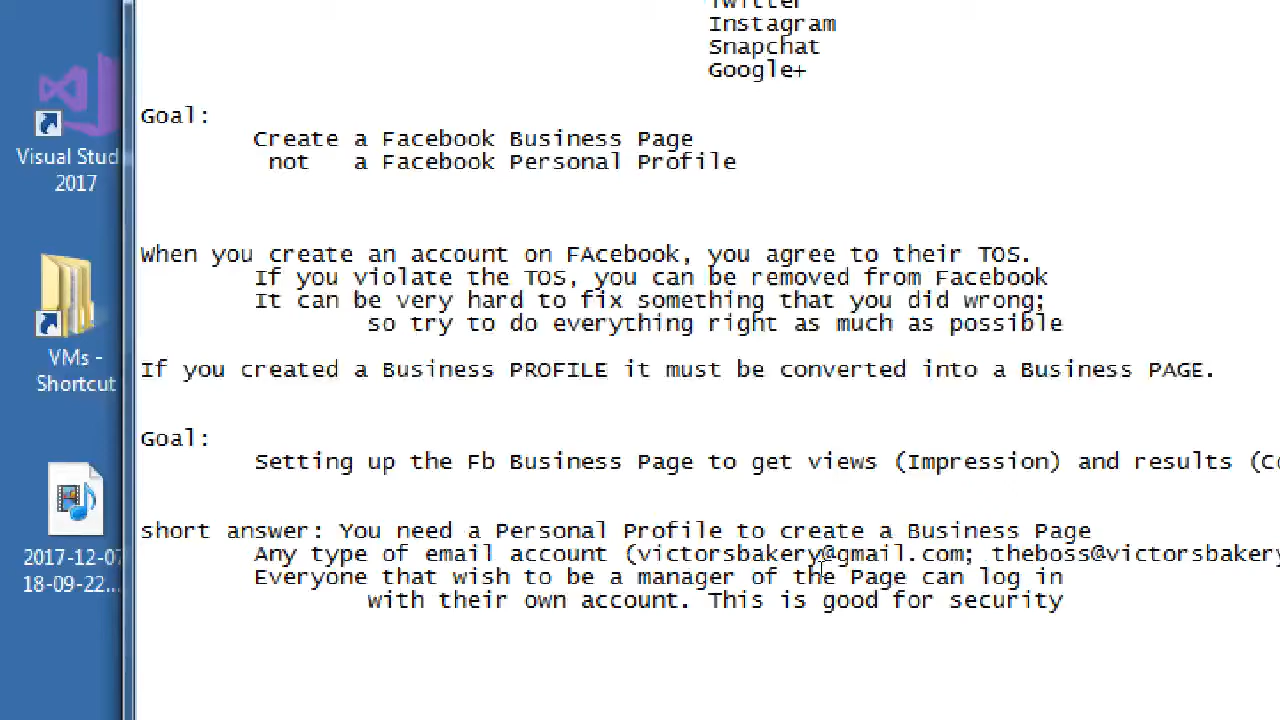 Twitter
Instagram
Snapchat
Google+
Goal:
Create a Facebook Business Page
not a Facebook Personal Profile
When you create an account on FAcebook, you agree to their TOS.
If you violate the TOS, you can be removed from Facebook
It can be very hard to fix something that you did wrong;
so try to do everything right as much as possible
If you created a Business PROFILE it must be converted into a Business PAGE.
Goal:
Setting up the Fb Business Page to get views (Impression) and results
short answer: You need a Personal Profile to create a Business Page
Any type of email account (victorsbakery@gmail.com; theboss@victorsbakery
Everyone that wish to be a manager of the Page can log in
with their own account. This is good for security
Visual Stud
2017
VMs -
Shortcut
2017-12-07
18-09-22...